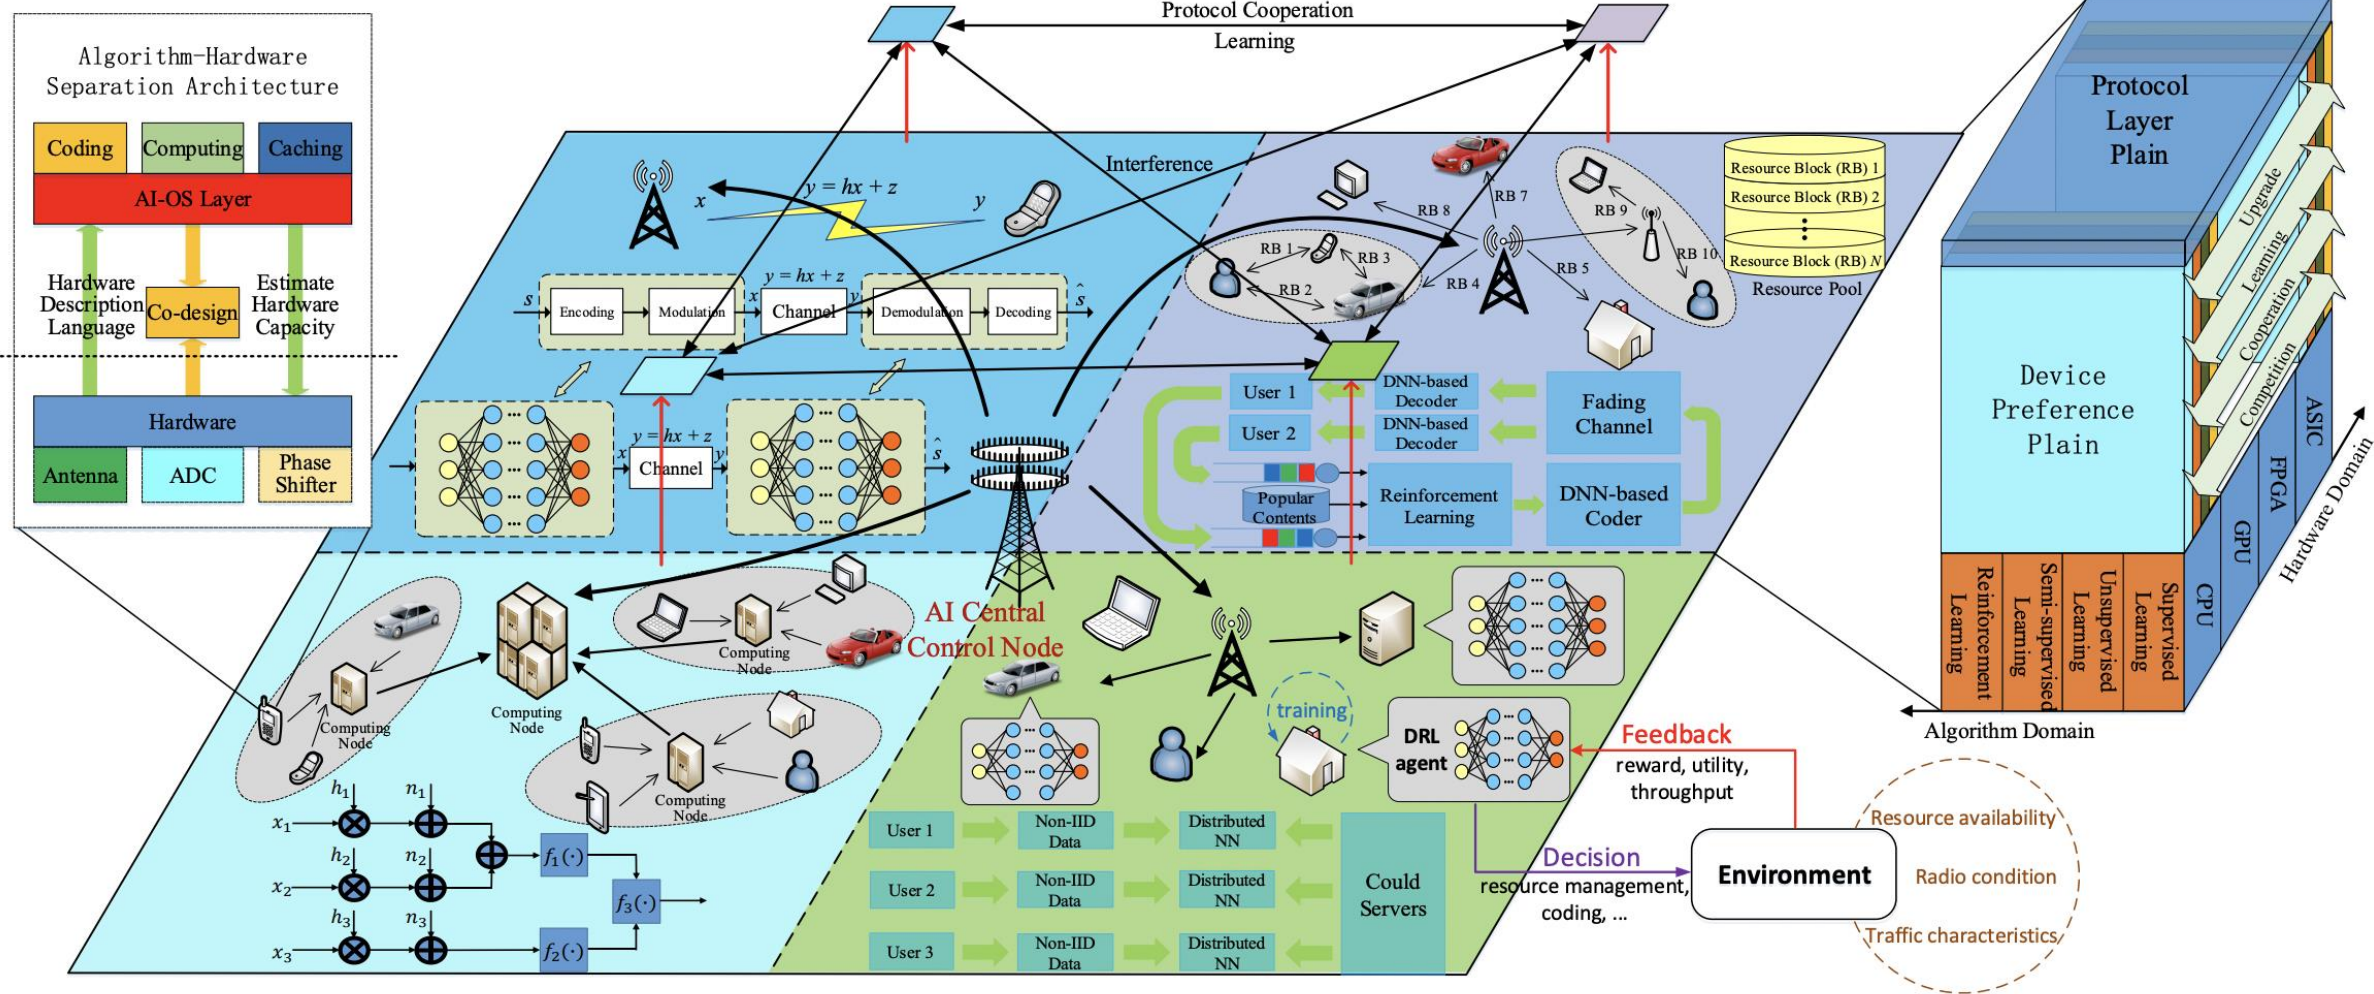 Algorithm-Hardware
Separation Architecture
Coding
Computing
Caching
AI-OS Layer
Hardware
Description
Language
Co-design
Estimate
Hardware
Capacity
Hardware
Antenna
ADC
Phase
Shifter
Protocol Cooperation
Learning
Interference
x
y = hx + z
y
s
Encoding
Modulation
x
y = hx + z
Channel
y
Demodulation
Decoding
ŝ
x
y = hx + z
Channel
y
ŝ
RB 1
RB 2
RB 3
RB 4
RB 5
RB 7
RB 8
RB 9
RB 10
Resource Block (RB) 1
Resource Block (RB) 2
Resource Block (RB) N
Resource Pool
User 1
DNN-based
Decoder
User 2
DNN-based
Decoder
Fading
Channel
Popular
Contents
Reinforcement
Learning
DNN-based
Coder
AI Central
Control Node
Computing
Node
Computing
Node
Computing
Node
Computing
Node
h₁
n₁
x₁
h₂
n₂
x₂
h₃
n₃
x₃
f₁(·)
f₂(·)
f₃(·)
training
DRL
agent
User 1
Non-IID
Data
Distributed
NN
User 2
Non-IID
Data
Distributed
NN
User 3
Non-IID
Data
Distributed
NN
Could
Servers
Feedback
reward, utility,
throughput
Decision
resource management,
coding, ...
Environment
Resource availability
Radio condition
Traffic characteristics
Protocol
Layer
Plain
Device
Preference
Plain
Upgrade
Learning
Cooperation
Competition
Reinforcement
Learning
Semi-supervised
Learning
Unsupervised
Learning
Supervised
Learning
CPU
GPU
FPGA
ASIC
Hardware Domain
Algorithm Domain